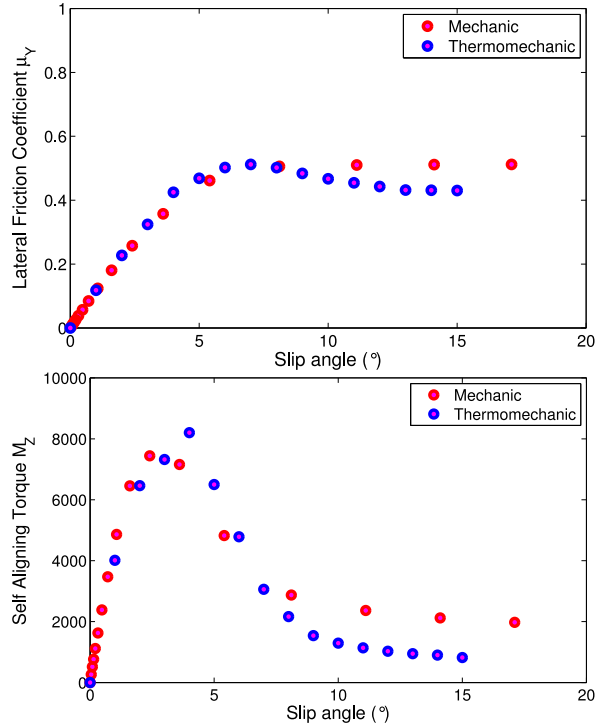 1
0.8
0.6
0.4
0.2
0
Lateral Friction Coefficient μY
Mechanic
Thermomechanic
0 5 10 15 20
Slip angle (°)
10000
8000
6000
4000
2000
0
Self Aligning Torque MZ
Mechanic
Thermomechanic
0 5 10 15 20
Slip angle (°)